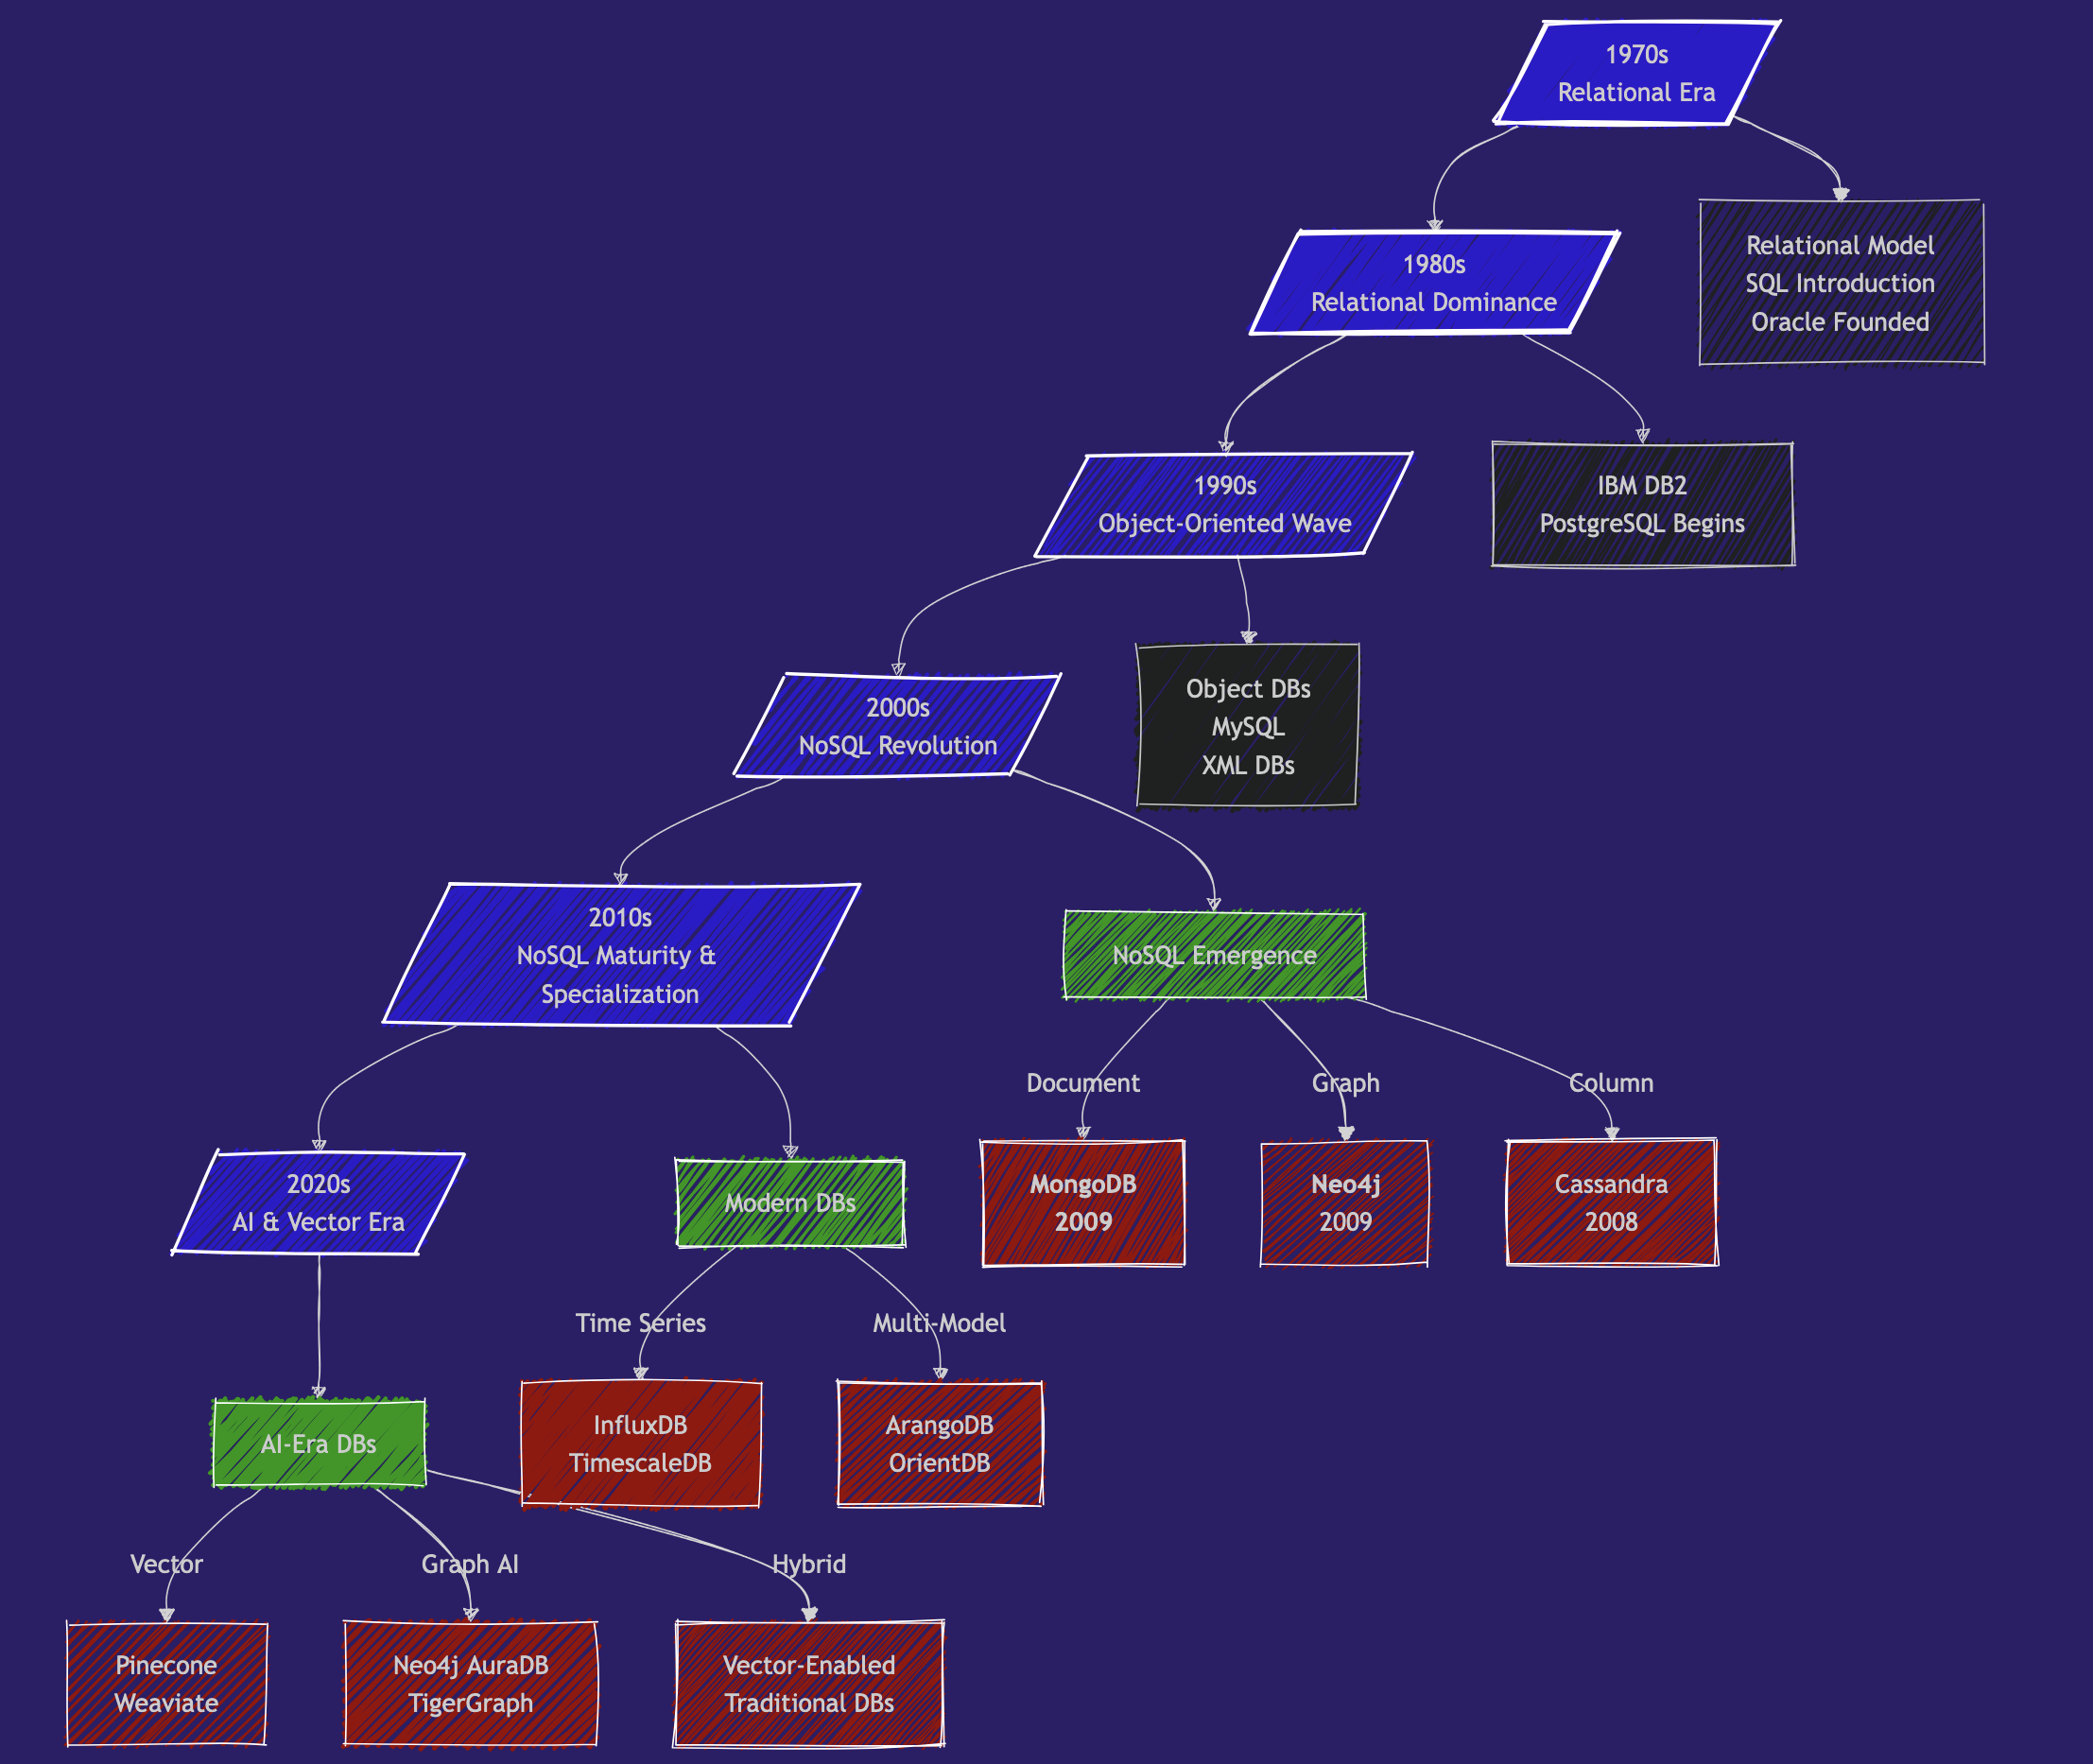 1970s
Relational Era
Relational Model
SQL Introduction
Oracle Founded
1980s
Relational Dominance
IBM DB2
PostgreSQL Begins
1990s
Object-Oriented Wave
Object DBs
MySQL
XML DBs
2000s
NoSQL Revolution
2010s
NoSQL Maturity &
Specialization
NoSQL Emergence
Document
Graph
Column
2020s
AI & Vector Era
Modern DBs
MongoDB
2009
Neo4j
2009
Cassandra
2008
Time Series
Multi-Model
AI-Era DBs
InfluxDB
TimescaleDB
ArangoDB
OrientDB
Vector
Graph AI
Hybrid
Pinecone
Weaviate
Neo4j AuraDB
TigerGraph
Vector-Enabled
Traditional DBs